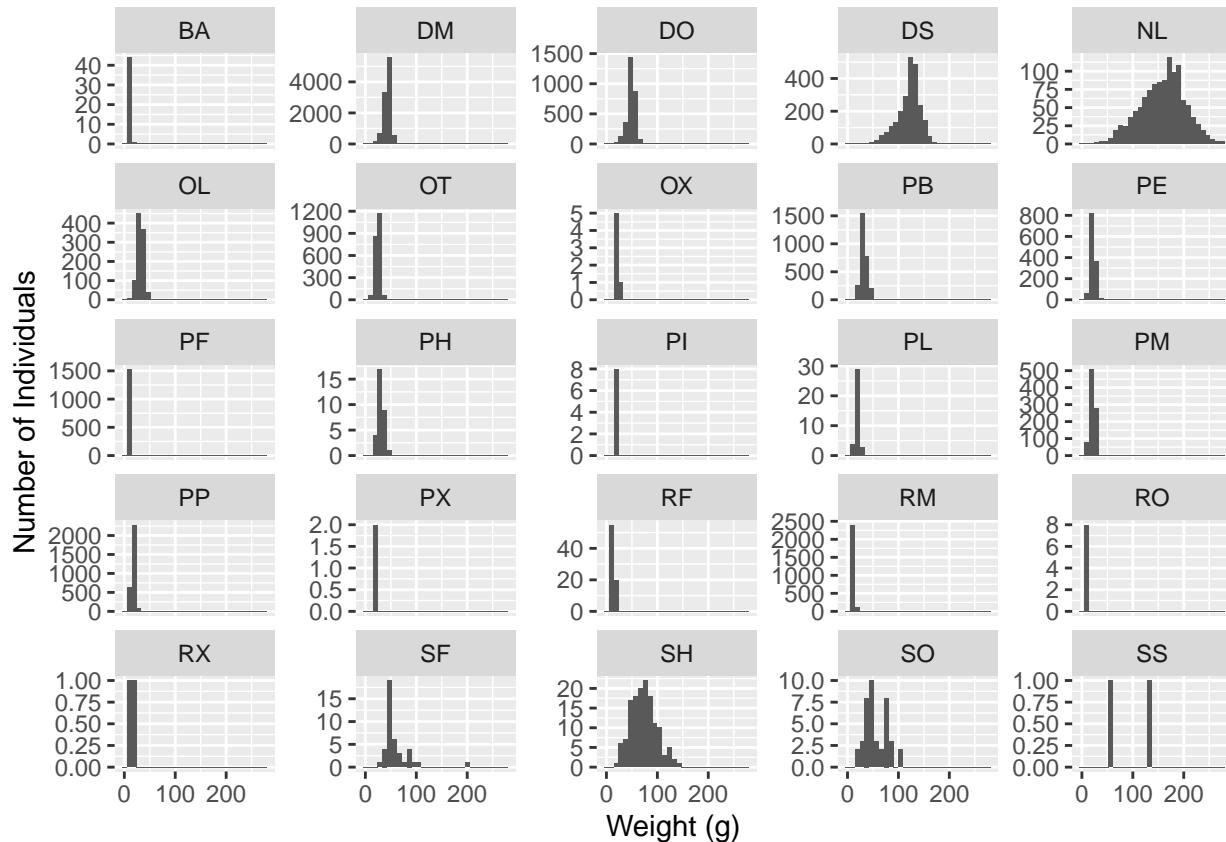 BA DM DO DS NL
40 30 20 10 0
4000 2000 0
1500 1000 500 0
400 200 0
100 75 50 25 0
OL OT OX PB PE
400 300 200 100 0
1200 900 600 300 0
5 4 3 2 1 0
1500 1000 500 0
800 600 400 200 0
Number of Individuals
PF PH PI PL PM
1500 1000 500 0
15 10 5 0
8 6 4 2 0
30 20 10 0
500 400 300 200 100 0
PP PX RF RM RO
2000 1500 1000 500 0
2.0 1.5 1.0 0.5 0.0
40 20 0
2500 2000 1500 1000 500 0
8 6 4 2 0
RX SF SH SO SS
1.00 0.75 0.50 0.25 0.00
15 10 5 0
20 15 10 5 0
10.0 7.5 5.0 2.5 0.0
1.00 0.75 0.50 0.25 0.00
0 100 200 0 100 200 0 100 200 0 100 200 0 100 200
Weight (g)